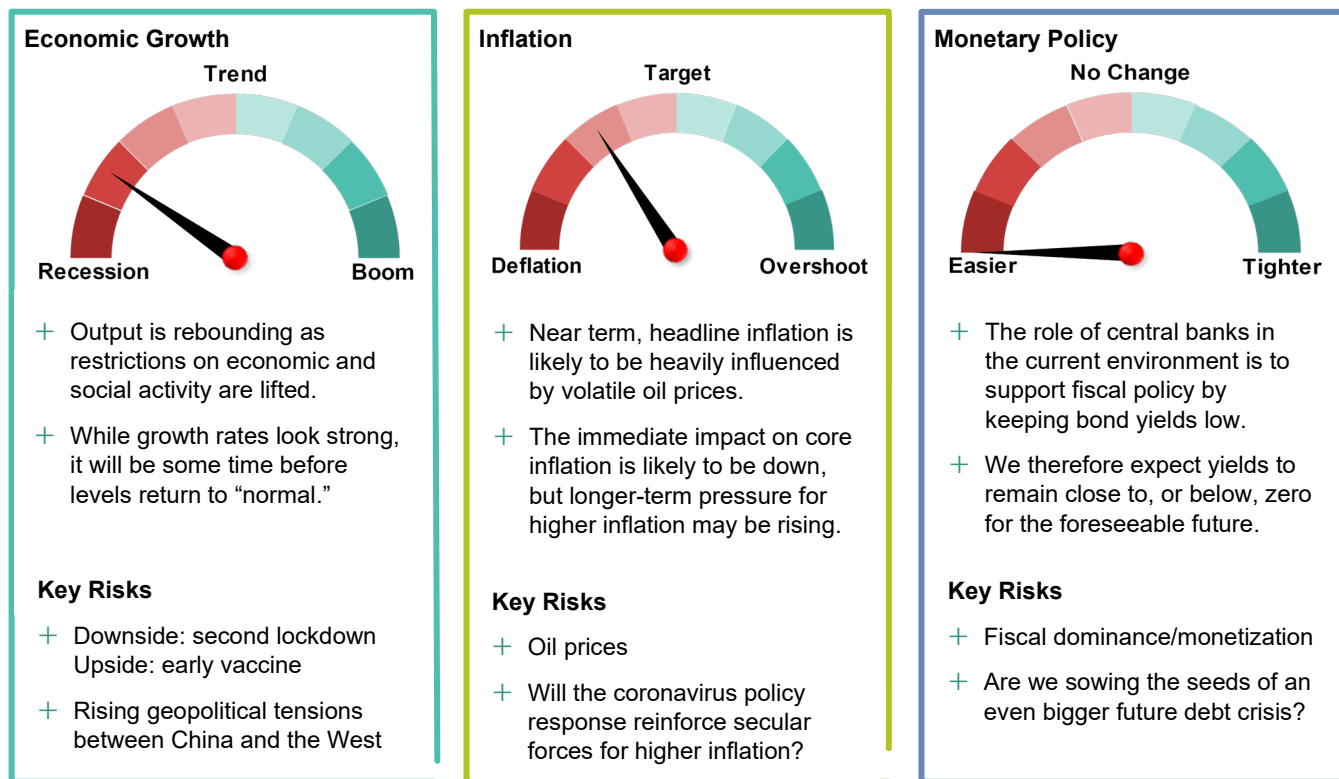 Economic Growth
Trend
Recession
Boom
+ Output is rebounding as
restrictions on economic and
social activity are lifted.
+ While growth rates look strong,
it will be some time before
levels return to “normal.”
Key Risks
+ Downside: second lockdown
Upside: early vaccine
+ Rising geopolitical tensions
between China and the West
Inflation
Target
Deflation
Overshoot
+ Near term, headline inflation is
likely to be heavily influenced
by volatile oil prices.
+ The immediate impact on core
inflation is likely to be down,
but longer-term pressure for
higher inflation may be rising.
Key Risks
+ Oil prices
+ Will the coronavirus policy
response reinforce secular
forces for higher inflation?
Monetary Policy
No Change
Easier
Tighter
+ The role of central banks in
the current environment is to
support fiscal policy by
keeping bond yields low.
+ We therefore expect yields to
remain close to, or below, zero
for the foreseeable future.
Key Risks
+ Fiscal dominance/monetization
+ Are we sowing the seeds of an
even bigger future debt crisis?